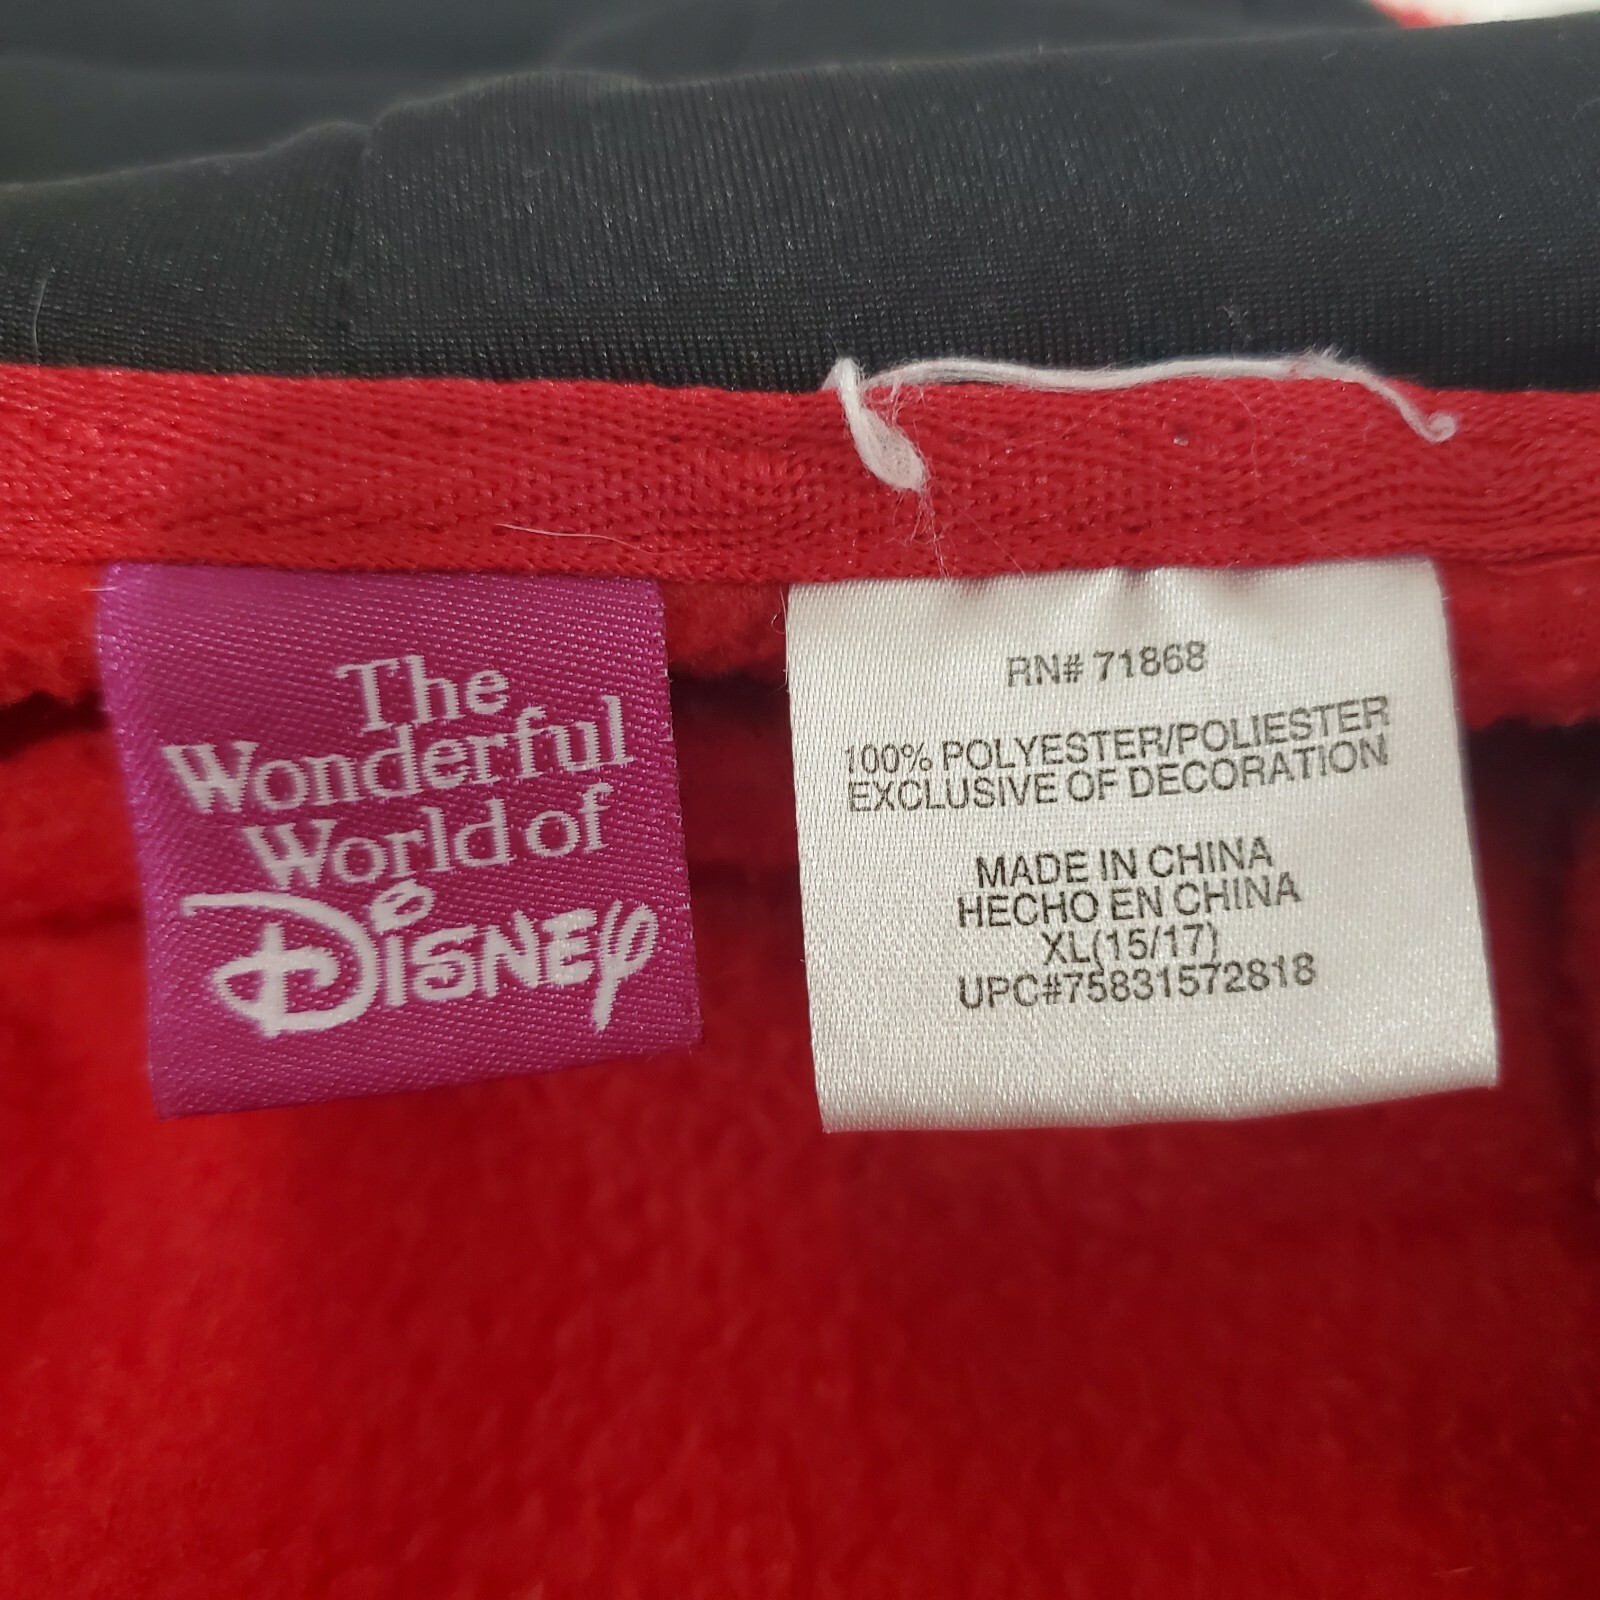 The
Wonderful
World of
Disney
RN# 71868
100% POLYESTER/POLIESTER
EXCLUSIVE OF DECORATION
MADE IN CHINA
HECHO EN CHINA
XL(15/17)
UPC#75831572818